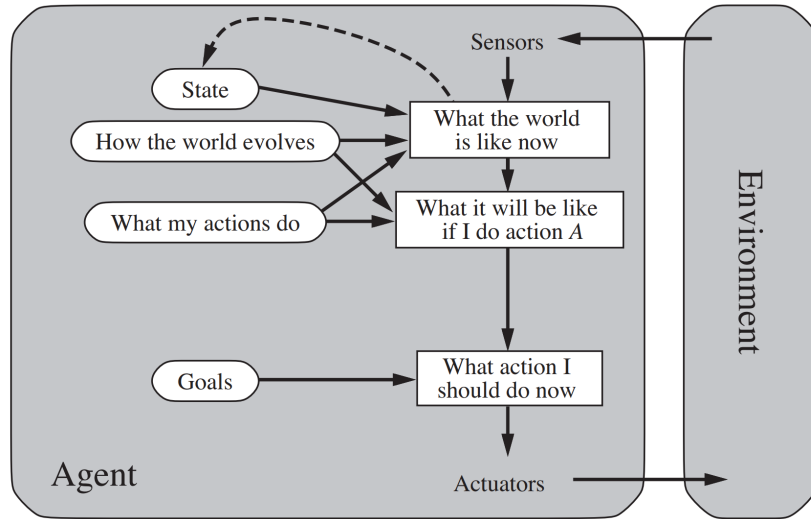 Sensors
State
What the world
is like now
How the world evolves
What my actions do
What it will be like
if I do action A
Goals
What action I
should do now
Agent
Actuators
Environment